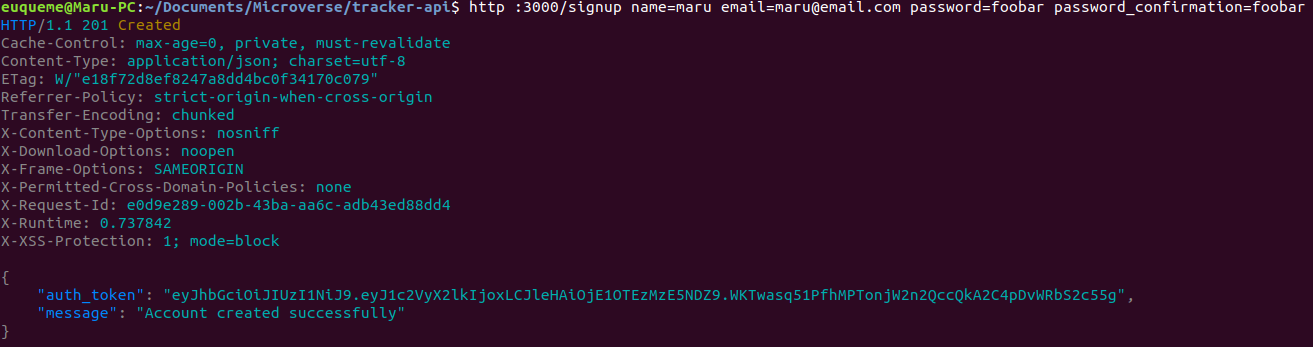 euqueme@Maru-PC:~/Documents/Microverse/tracker-api$ http :3000/signup name=maru email=maru@email.com password=foobar password_confirmation=foobar
HTTP/1.1 201 Created
Cache-Control: max-age=0, private, must-revalidate
Content-Type: application/json; charset=utf-8
ETag: W/"e18f72d8ef8247a8dd4bc0f34170c079"
Referrer-Policy: strict-origin-when-cross-origin
Transfer-Encoding: chunked
X-Content-Type-Options: nosniff
X-Download-Options: noopen
X-Frame-Options: SAMEORIGIN
X-Permitted-Cross-Domain-Policies: none
X-Request-Id: e0d9e289-002b-43ba-aa6c-adb43ed88dd4
X-Runtime: 0.737842
X-XSS-Protection: 1; mode=block
{
"auth_token": "eyJhbGciOiJIUzI1NiJ9.eyJ1c2VyX2lkIjoxLCJleHAiOjE1OTEzMzE5NDZ9.WKTwasq51PfhMPTonjW2n2QccQkA2C4pDvWRbS2c55g",
"message": "Account created successfully"
}